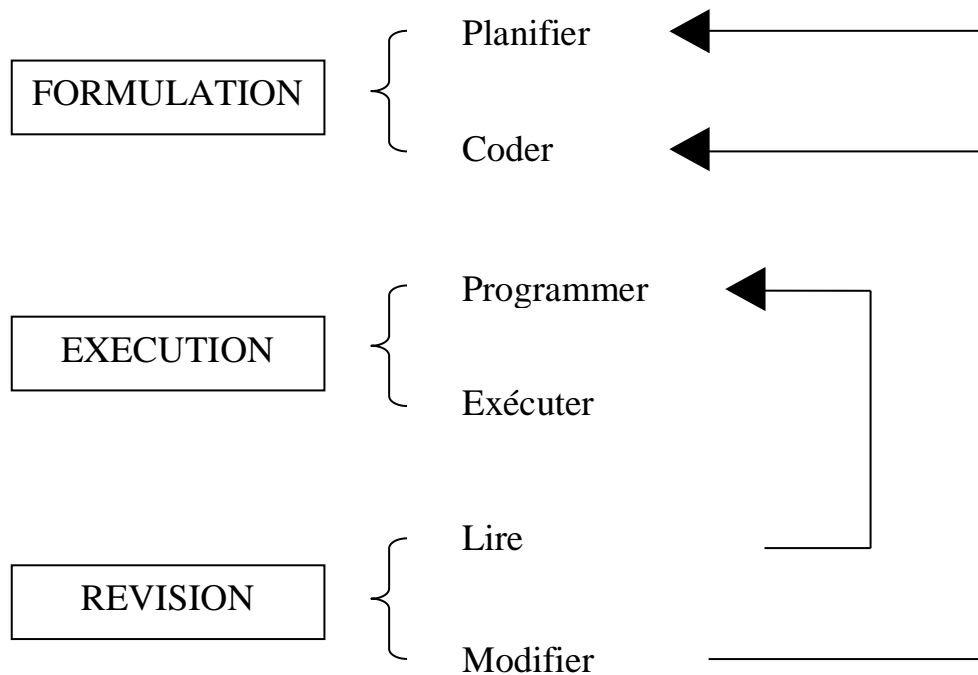 Planifier
FORMULATION
Coder
Programmer
EXECUTION
Exécuter
Lire
REVISION
Modifier